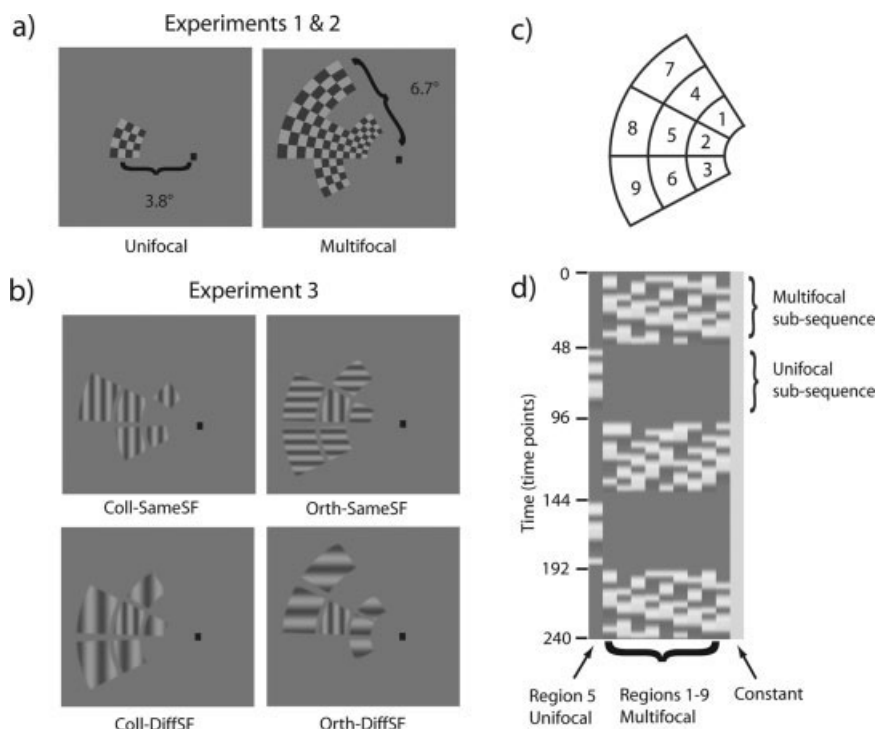 a)
Experiments 1 & 2
3.8°
6.7°
Unifocal
Multifocal
b)
Experiment 3
Coll-SameSF
Orth-SameSF
Coll-DiffSF
Orth-DiffSF
c)
7
4
1
8
5
2
9
6
3
d)
0
48
96
144
192
240
Time (time points)
Multifocal
sub-sequence
Unifocal
sub-sequence
Region 5
Unifocal
Regions 1-9
Multifocal
Constant